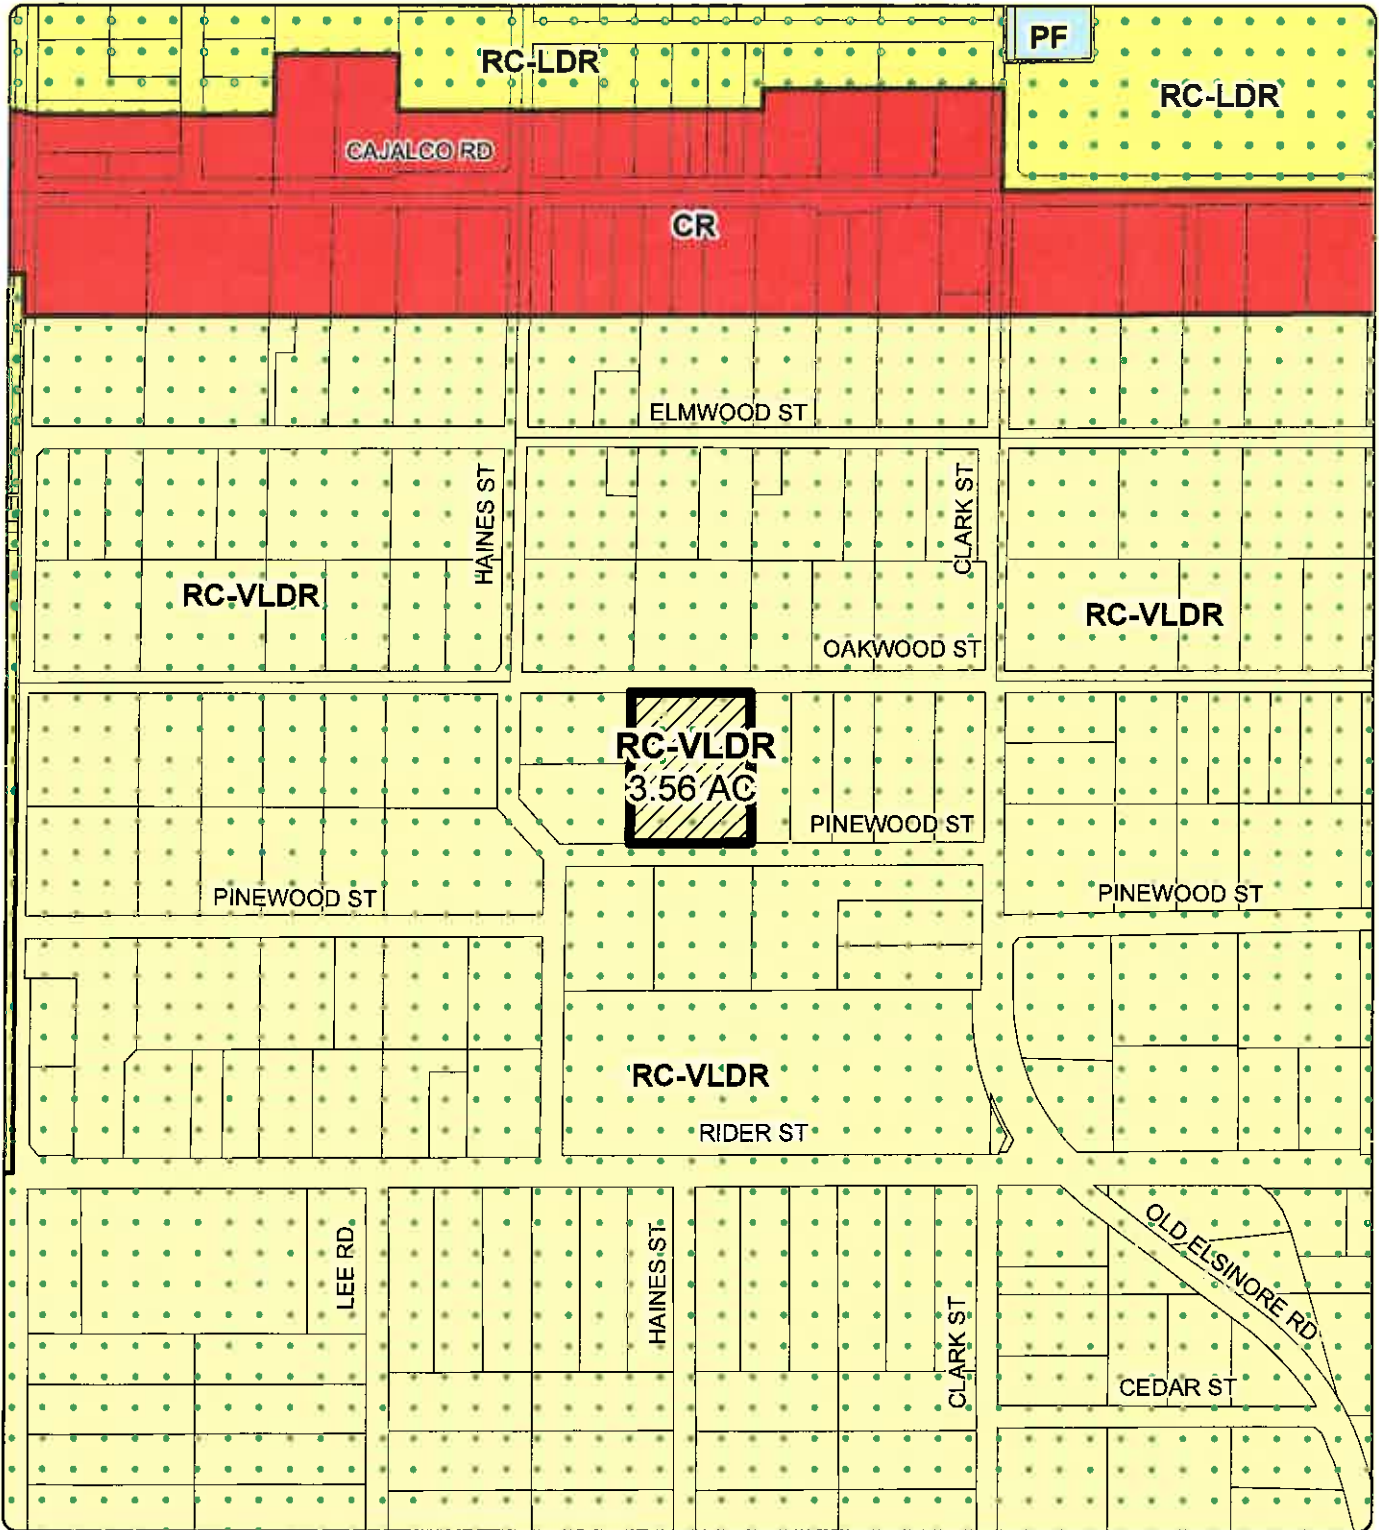 PF
RC-LDR
RC-LDR
CAJALCO RD
CR
ELMWOOD ST
HAINES ST
CLARK ST
RC-VLDR
RC-VLDR
OAKWOOD ST
RC-VLDR
3.56 AC
PINEWOOD ST
PINEWOOD ST
PINEWOOD ST
RC-VLDR
RIDER ST
LEE RD
HAINES ST
OLD ELSINORE RD
CLARK ST
CEDAR ST